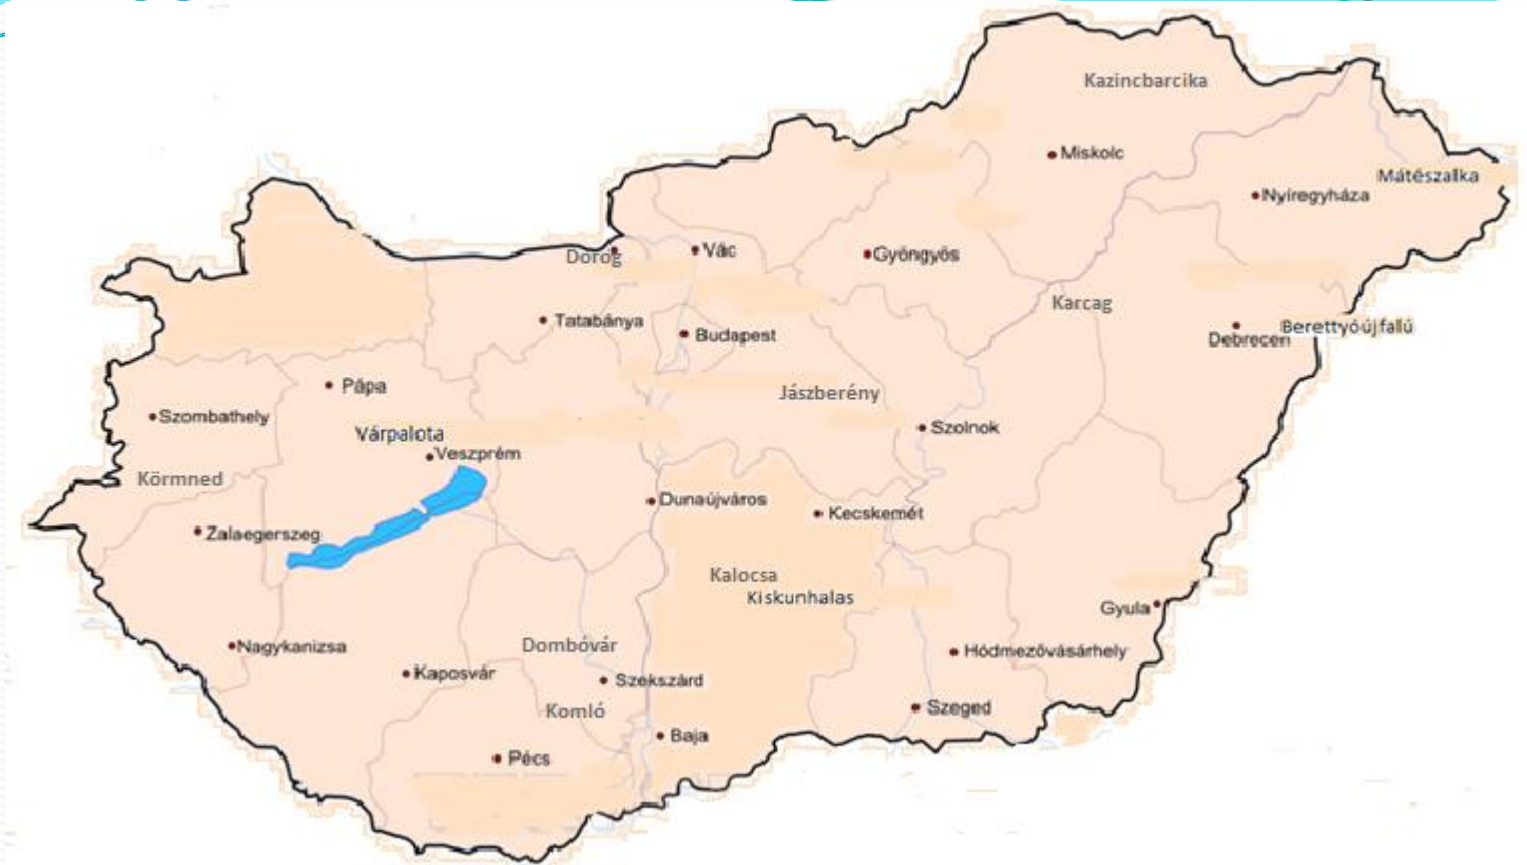 Kazincbarcika
Miskolc
Mátészalka
Nyíregyháza
Dorog
Vác
Gyöngyös
Karcag
Tatabánya
Budapest
Berettyóújfalú
Debrecen
Pápa
Jászberény
Szombathely
Szolnok
Várpalota
Veszprém
Körmned
Dunaújváros
Kecskemét
Zalaegerszeg
Kalocsa
Kiskunhalas
Gyula
Dombóvár
Nagykanizsa
Hódmezővásárhely
Kaposvár
Szekszárd
Komló
Szeged
Baja
Pécs